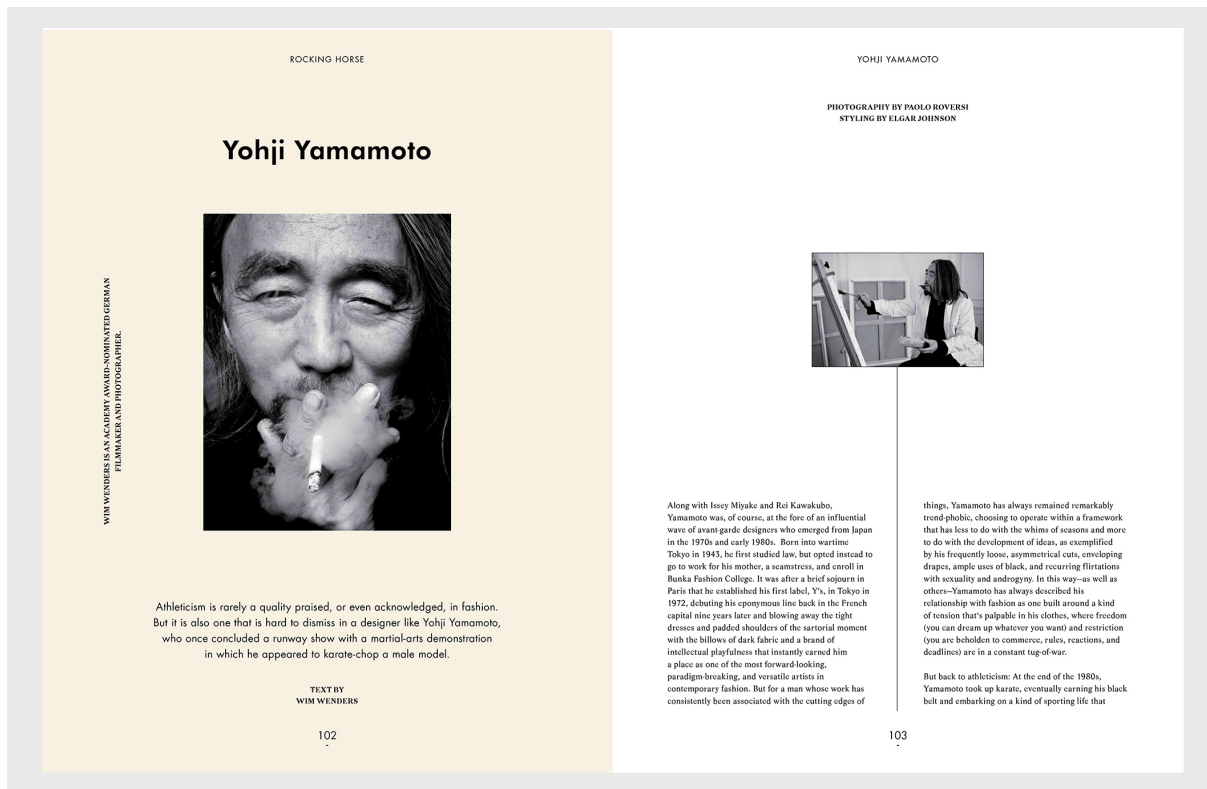 ROCKING HORSE
Yohji Yamamoto
WIM WENDERS IS AN ACADEMY AWARD-NOMINATED GERMAN
FILMMAKER AND PHOTOGRAPHER.
Athleticism is rarely a quality praised, or even acknowledged, in fashion.
But it is also one that is hard to dismiss in a designer like Yohji Yamamoto,
who once concluded a runway show with a martial-arts demonstration
in which he appeared to karate-chop a male model.
TEXT BY
WIM WENDERS
102
-
YOHJI YAMAMOTO
PHOTOGRAPHY BY PAOLO ROVERSI
STYLING BY ELGAR JOHNSON
Along with Issey Miyake and Rei Kawakubo,
Yamamoto was, of course, at the fore of an influential
wave of avant-garde designers who emerged from Japan
in the 1970s and early 1980s.  Born into wartime
Tokyo in 1943, he first studied law, but opted instead to
go to work for his mother, a seamstress, and enroll in
Bunka Fashion College. It was after a brief sojourn in
Paris that he established his first label, Y's, in Tokyo in
1972, debuting his eponymous line back in the French
capital nine years later and blowing away the tight
dresses and padded shoulders of the sartorial moment
with the billows of dark fabric and a brand of
intellectual playfulness that instantly earned him
a place as one of the most forward-looking,
paradigm-breaking, and versatile artists in
contemporary fashion. But for a man whose work has
consistently been associated with the cutting edges of
things, Yamamoto has always remained remarkably
trend-phobic, choosing to operate within a framework
that has less to do with the whims of seasons and more
to do with the development of ideas, as exemplified
by his frequently loose, asymmetrical cuts, enveloping
drapes, ample uses of black, and recurring flirtations
with sexuality and androgyny. In this way—as well as
others—Yamamoto has always described his
relationship with fashion as one built around a kind
of tension that's palpable in his clothes, where freedom
(you can dream up whatever you want) and restriction
(you are beholden to commerce, rules, reactions, and
deadlines) are in a constant tug-of-war.
But back to athleticism: At the end of the 1980s,
Yamamoto took up karate, eventually earning his black
belt and embarking on a kind of sporting life that
103
-